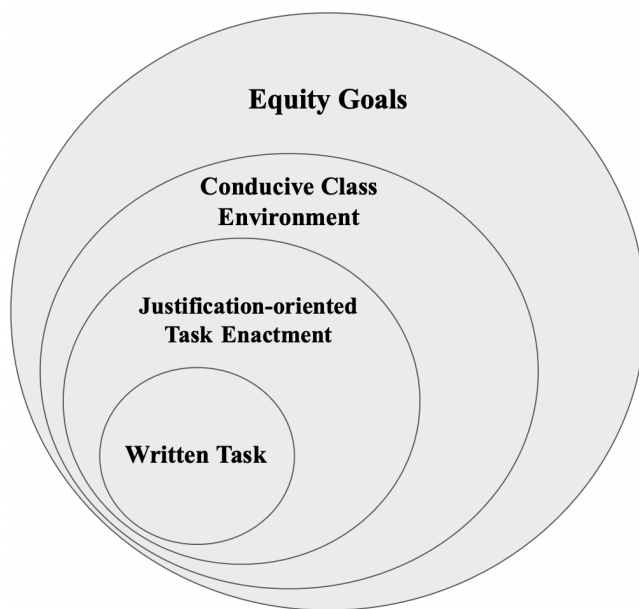 Equity Goals
Conducive Class
Environment
Justification-oriented
Task Enactment
Written Task